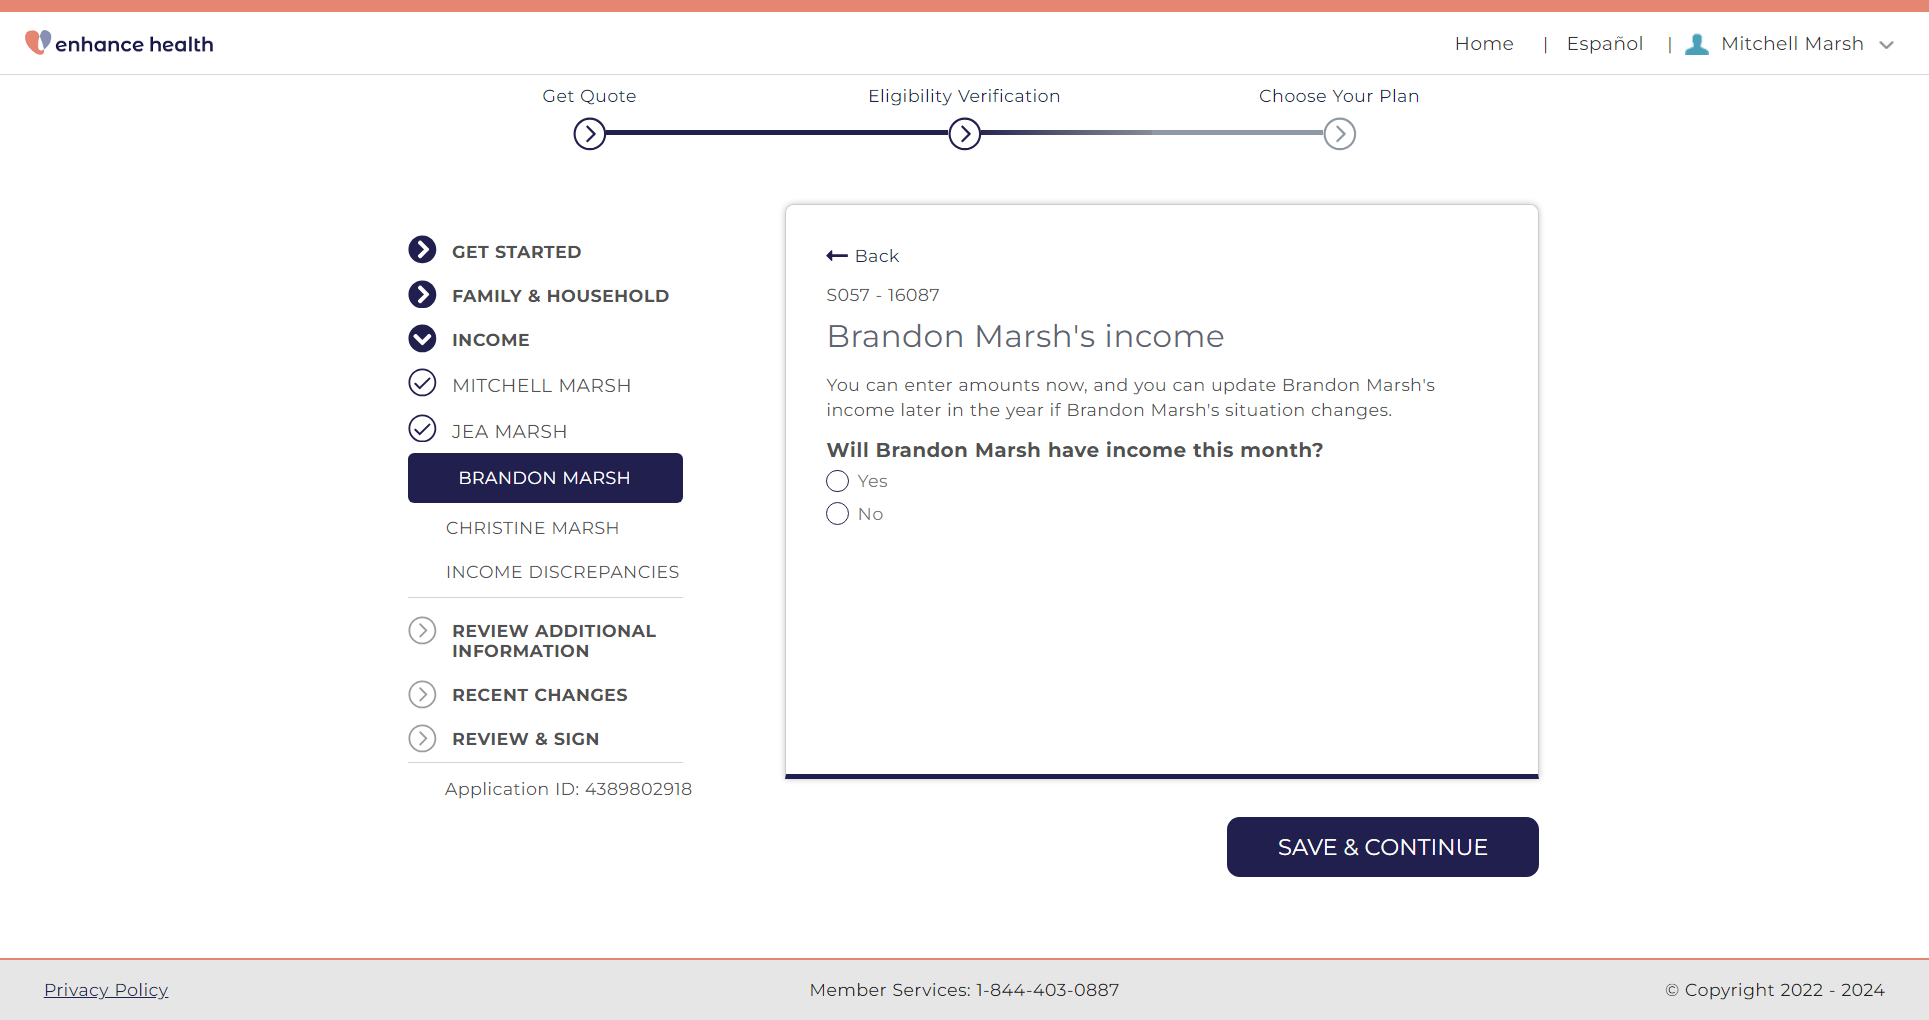 enhance health
Home | Español | Mitchell Marsh
Get Quote
Eligibility Verification
Choose Your Plan
GET STARTED
FAMILY & HOUSEHOLD
INCOME
MITCHELL MARSH
JEA MARSH
BRANDON MARSH
CHRISTINE MARSH
INCOME DISCREPANCIES
REVIEW ADDITIONAL
INFORMATION
RECENT CHANGES
REVIEW & SIGN
Application ID: 4389802918
Back
S057 - 16087
Brandon Marsh's income
You can enter amounts now, and you can update Brandon Marsh's
income later in the year if Brandon Marsh's situation changes.
Will Brandon Marsh have income this month?
Yes
No
SAVE & CONTINUE
Privacy Policy
Member Services: 1-844-403-0887
© Copyright 2022 - 2024